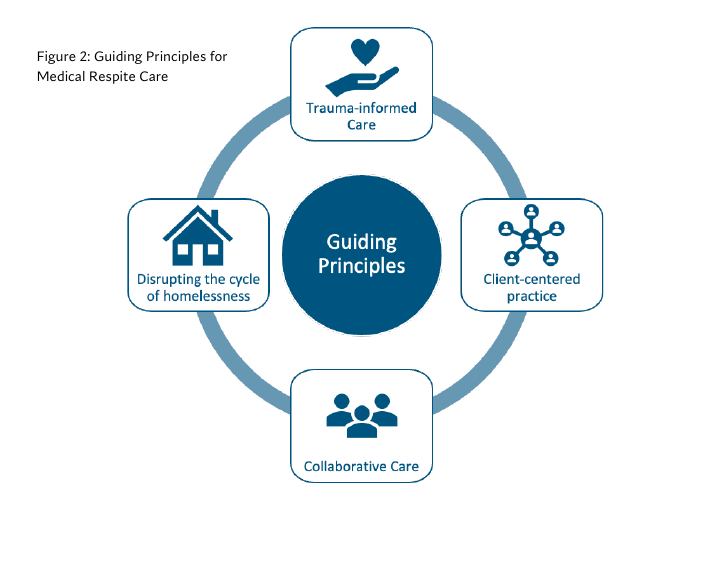 Figure 2: Guiding Principles for
Medical Respite Care
Trauma-informed
Care
Guiding
Principles
Disrupting the cycle
of homelessness
Client-centered
practice
Collaborative Care